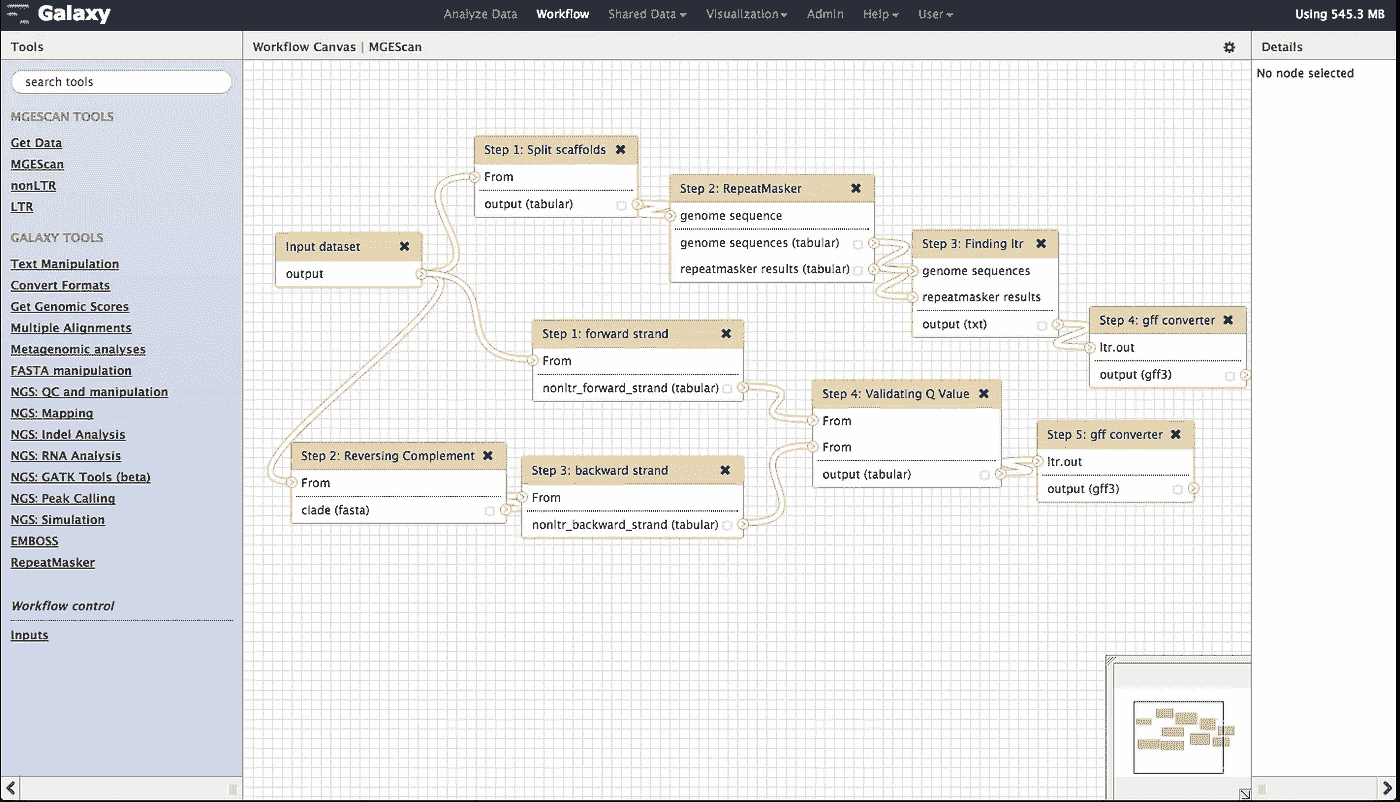 Galaxy
Analyze Data Workflow Shared Data Visualization Admin Help User
Using 545.3 MB
Tools
search tools
MGESCAN TOOLS
Get Data
MGEScan
nonLTR
LTR
GALAXY TOOLS
Text Manipulation
Convert Formats
Get Genomic Scores
Multiple Alignments
Metagenomic analyses
FASTA manipulation
NGS: QC and manipulation
NGS: Mapping
NGS: Indel Analysis
NGS: RNA Analysis
NGS: GATK Tools (beta)
NGS: Peak Calling
NGS: Simulation
EMBOSS
RepeatMasker
Workflow control
Inputs
Workflow Canvas | MGEScan
Input dataset
output
Step 1: Split scaffolds
From
output (tabular)
Step 2: RepeatMasker
genome sequence
genome sequences (tabular)
repeatmasker results (tabular)
Step 3: Finding ltr
genome sequences
repeatmasker results
output (txt)
Step 4: gff converter
ltr.out
output (gff3)
Step 1: forward strand
From
nonltr_forward_strand (tabular)
Step 2: Reversing Complement
From
clade (fasta)
Step 3: backward strand
From
nonltr_backward_strand (tabular)
Step 4: Validating Q Value
From
From
output (tabular)
Step 5: gff converter
ltr.out
output (gff3)
Details
No node selected